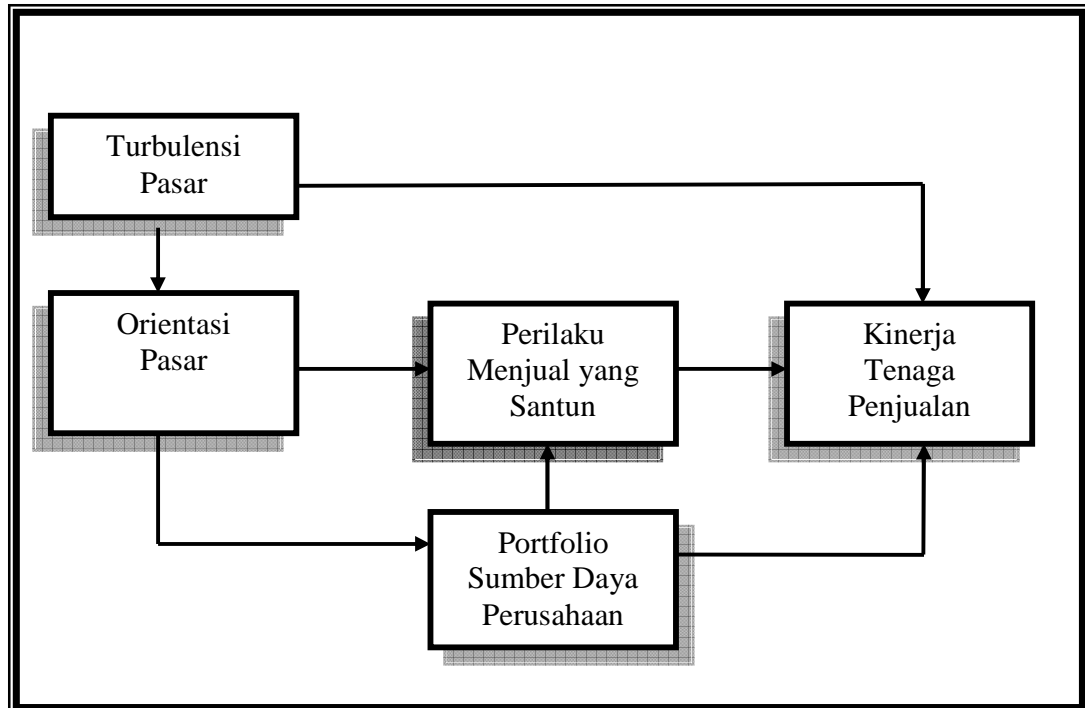 Turbulensi
Pasar
Orientasi
Pasar
Perilaku
Menjual yang
Santun
Kinerja
Tenaga
Penjualan
Portfolio
Sumber Daya
Perusahaan